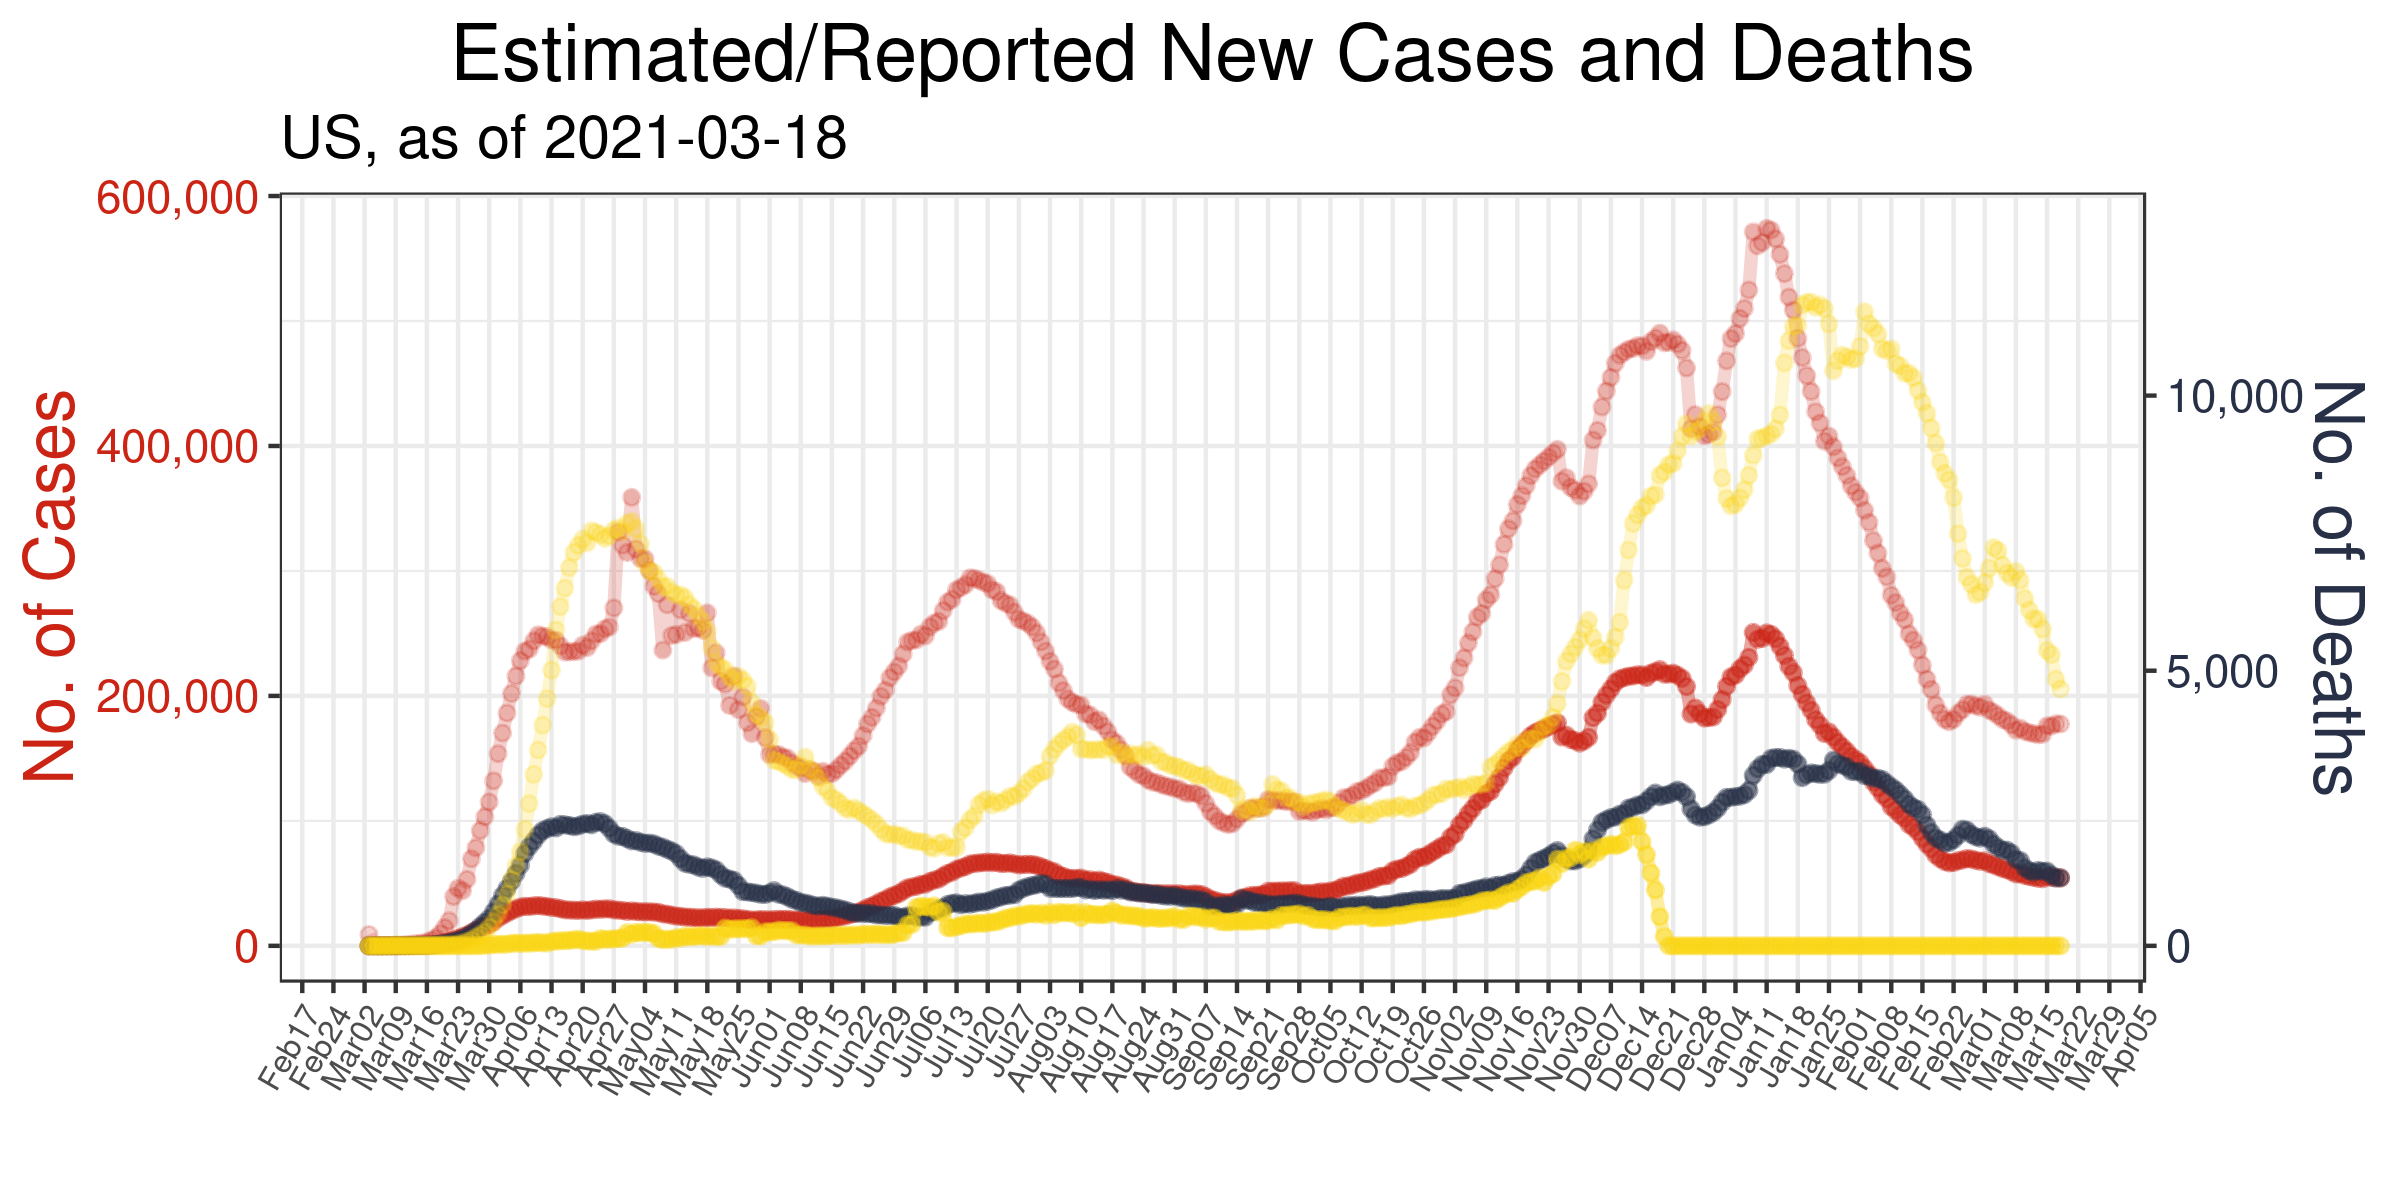 Estimated/Reported New Cases and Deaths
US, as of 2021-03-18
No. of Cases
600,000
400,000
200,000
0
10,000
5,000
0
No. of Deaths
Feb17
Feb24
Mar02
Mar09
Mar16
Mar23
Mar30
Apr06
Apr13
Apr20
Apr27
May04
May11
May18
May25
Jun01
Jun08
Jun15
Jun22
Jun29
Jul06
Jul13
Jul20
Jul27
Aug03
Aug10
Aug17
Aug24
Aug31
Sep07
Sep14
Sep21
Sep28
Oct05
Oct12
Oct19
Oct26
Nov02
Nov09
Nov16
Nov23
Nov30
Dec07
Dec14
Dec21
Dec28
Jan04
Jan11
Jan18
Jan25
Feb01
Feb08
Feb15
Feb22
Mar01
Mar08
Mar15
Mar22
Mar29
Apr05